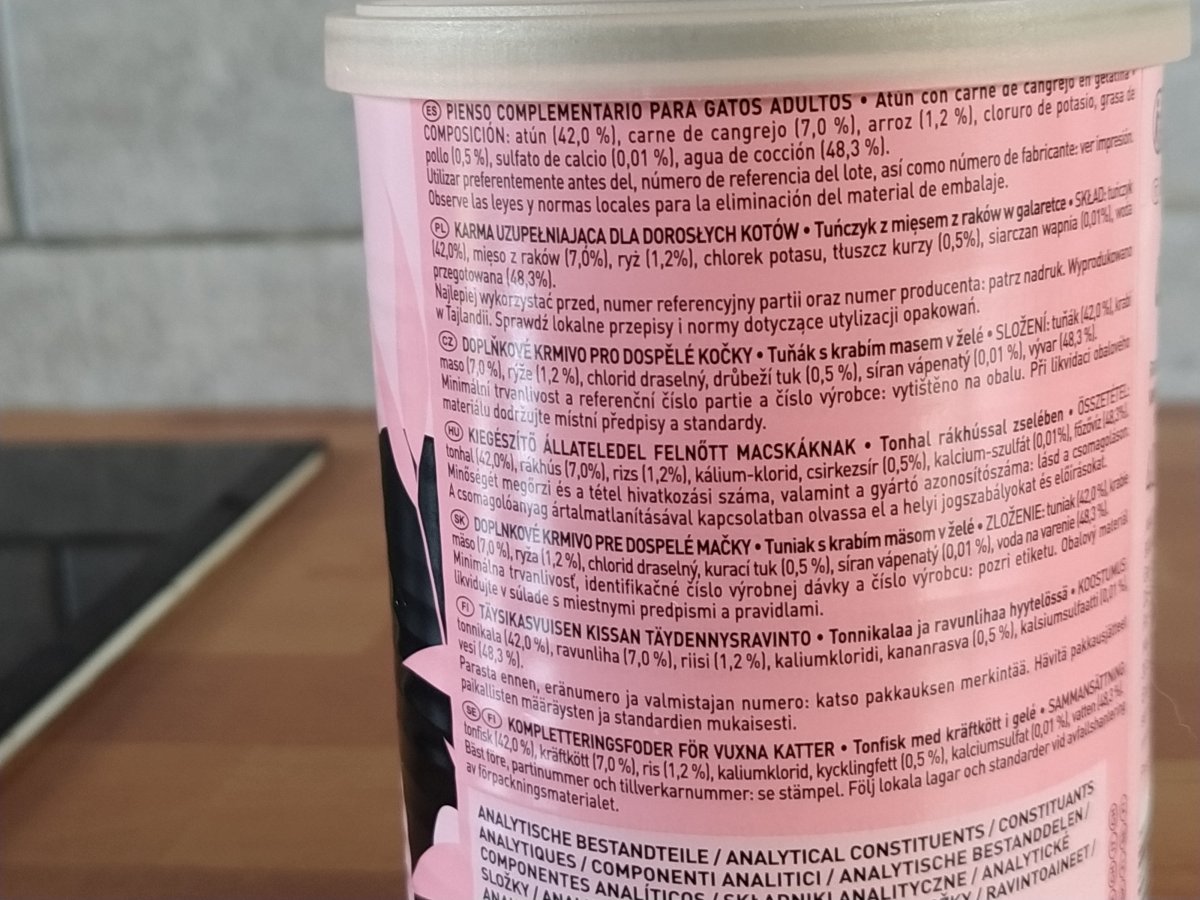 ES PIENSO COMPLEMENTARIO PARA GATOS ADULTOS • Atún con carne de cangrejo en gelatina •
COMPOSICIÓN: atún (42,0 %), carne de cangrejo (7,0 %), arroz (1,2 %), cloruro de potasio, grasa de
pollo (0,5 %), sulfato de calcio (0,01 %), agua de cocción (48,3 %).
Utilizar preferentemente antes del, número de referencia del lote, así como número de fabricante: ver impresión.
Observe las leyes y normas locales para la eliminación del material de embalaje.
PL KARMA UZUPEŁNIAJĄCA DLA DOROSŁYCH KOTÓW • Tuńczyk z mięsem z raków w galaretce • SKŁAD: tuńczyk
(42,0%), mięso z raków (7,0%), ryż (1,2%), chlorek potasu, tłuszcz kurzy (0,5%), siarczan wapnia (0,01%), woda
przegotowana (48,3%).
Najlepiej wykorzystać przed, numer referencyjny partii oraz numer producenta: patrz nadruk. Wyprodukowano
w Tajlandii. Sprawdź lokalne przepisy i normy dotyczące utylizacji opakowań.
CZ DOPLŇKOVÉ KRMIVO PRO DOSPĚLÉ KOČKY • Tuňák s krabím masem v želé • SLOŽENÍ: tuňák (42,0 %), krabí
maso (7,0 %), rýže (1,2 %), chlorid draselný, drůbeží tuk (0,5 %), síran vápenatý (0,01 %), vývar (48,3 %).
Minimální trvanlivost a referenční číslo partie a číslo výrobce: vytištěno na obalu. Při likvidaci obalového
materiálu dodržujte místní předpisy a standardy.
HU KIEGÉSZÍTŐ ÁLLATELEDEL FELNŐTT MACSKÁKNAK • Tonhal rákhússal zselében • ÖSSZETÉTEL:
tonhal (42,0%), rákhús (7,0%), rizs (1,2%), kálium-klorid, csirkezsír (0,5%), kalcium-szulfát (0,01%), főzővíz (48,3%).
Minőségét megőrzi és a tétel hivatkozási száma, valamint a gyártó azonosítószáma: lásd a csomagoláson.
A csomagolóanyag ártalmatlanításával kapcsolatban olvassa el a helyi jogszabályokat és előírásokat.
SK DOPLNKOVÉ KRMIVO PRE DOSPELÉ MAČKY • Tuniak s krabím mäsom v želé • ZLOŽENIE: tuniak (42,0 %), krabie
mäso (7,0 %), ryža (1,2 %), chlorid draselný, kurací tuk (0,5 %), síran vápenatý (0,01 %), voda na varenie (48,3 %).
Minimálna trvanlivosť, identifikačné číslo výrobnej dávky a číslo výrobcu: pozri etiketu. Obalový materiál
likvidujte v súlade s miestnymi predpismi a pravidlami.
FI TÄYSIKASVUISEN KISSAN TÄYDENNYSRAVINTO • Tonnikalaa ja ravunlihaa hyytelössä • KOOSTUMUS:
tonnikala (42,0 %), ravunliha (7,0 %), riisi (1,2 %), kaliumkloridi, kananrasva (0,5 %), kalsiumsulfaatti (0,01 %),
vesi (48,3 %).
Parasta ennen, eränumero ja valmistajan numero: katso pakkauksen merkintää. Hävitä pakkausjätteet
paikallisten määräysten ja standardien mukaisesti.
SE FI KOMPLETTERINGSFODER FÖR VUXNA KATTER • Tonfisk med kräftkött i gelé • SAMMANSÄTTNING:
tonfisk (42,0 %), kräftkött (7,0 %), ris (1,2 %), kaliumklorid, kycklingfett (0,5 %), kalciumsulfat (0,01 %), vatten (48,3 %).
Bäst före, partinummer och tillverkarnummer: se stämpel. Följ lokala lagar och standarder vid avfallshantering
av förpackningsmaterialet.
ANALYTISCHE BESTANDTEILE / ANALYTICAL CONSTITUENTS / CONSTITUANTS
ANALYTIQUES / COMPONENTI ANALITICI / ANALYTISCHE BESTANDDELEN /
COMPONENTES ANALÍTICOS / SKŁADNIKI ANALITYCZNE / ANALYTICKÉ
SLOŽKY / RAVINTOAINEET /